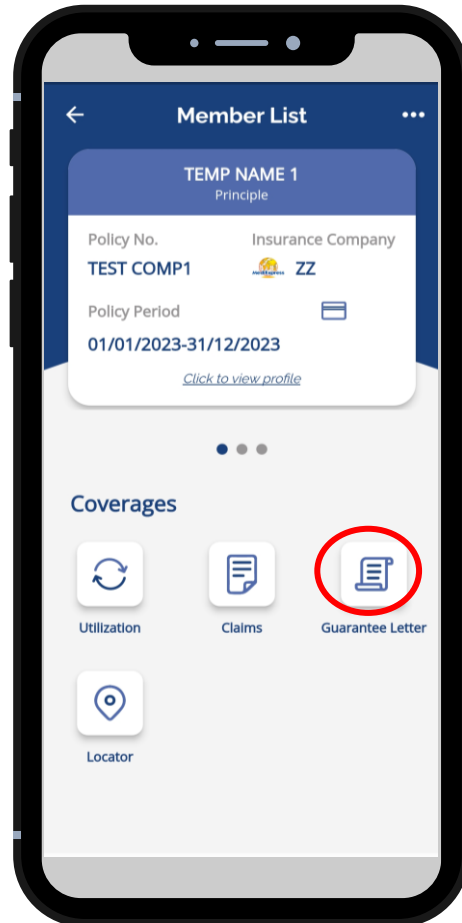 Member List
TEMP NAME 1
Principle
Policy No.
Insurance Company
TEST COMP1
ZZ
Policy Period
01/01/2023-31/12/2023
Click to view profile
Coverages
Utilization
Claims
Guarantee Letter
Locator